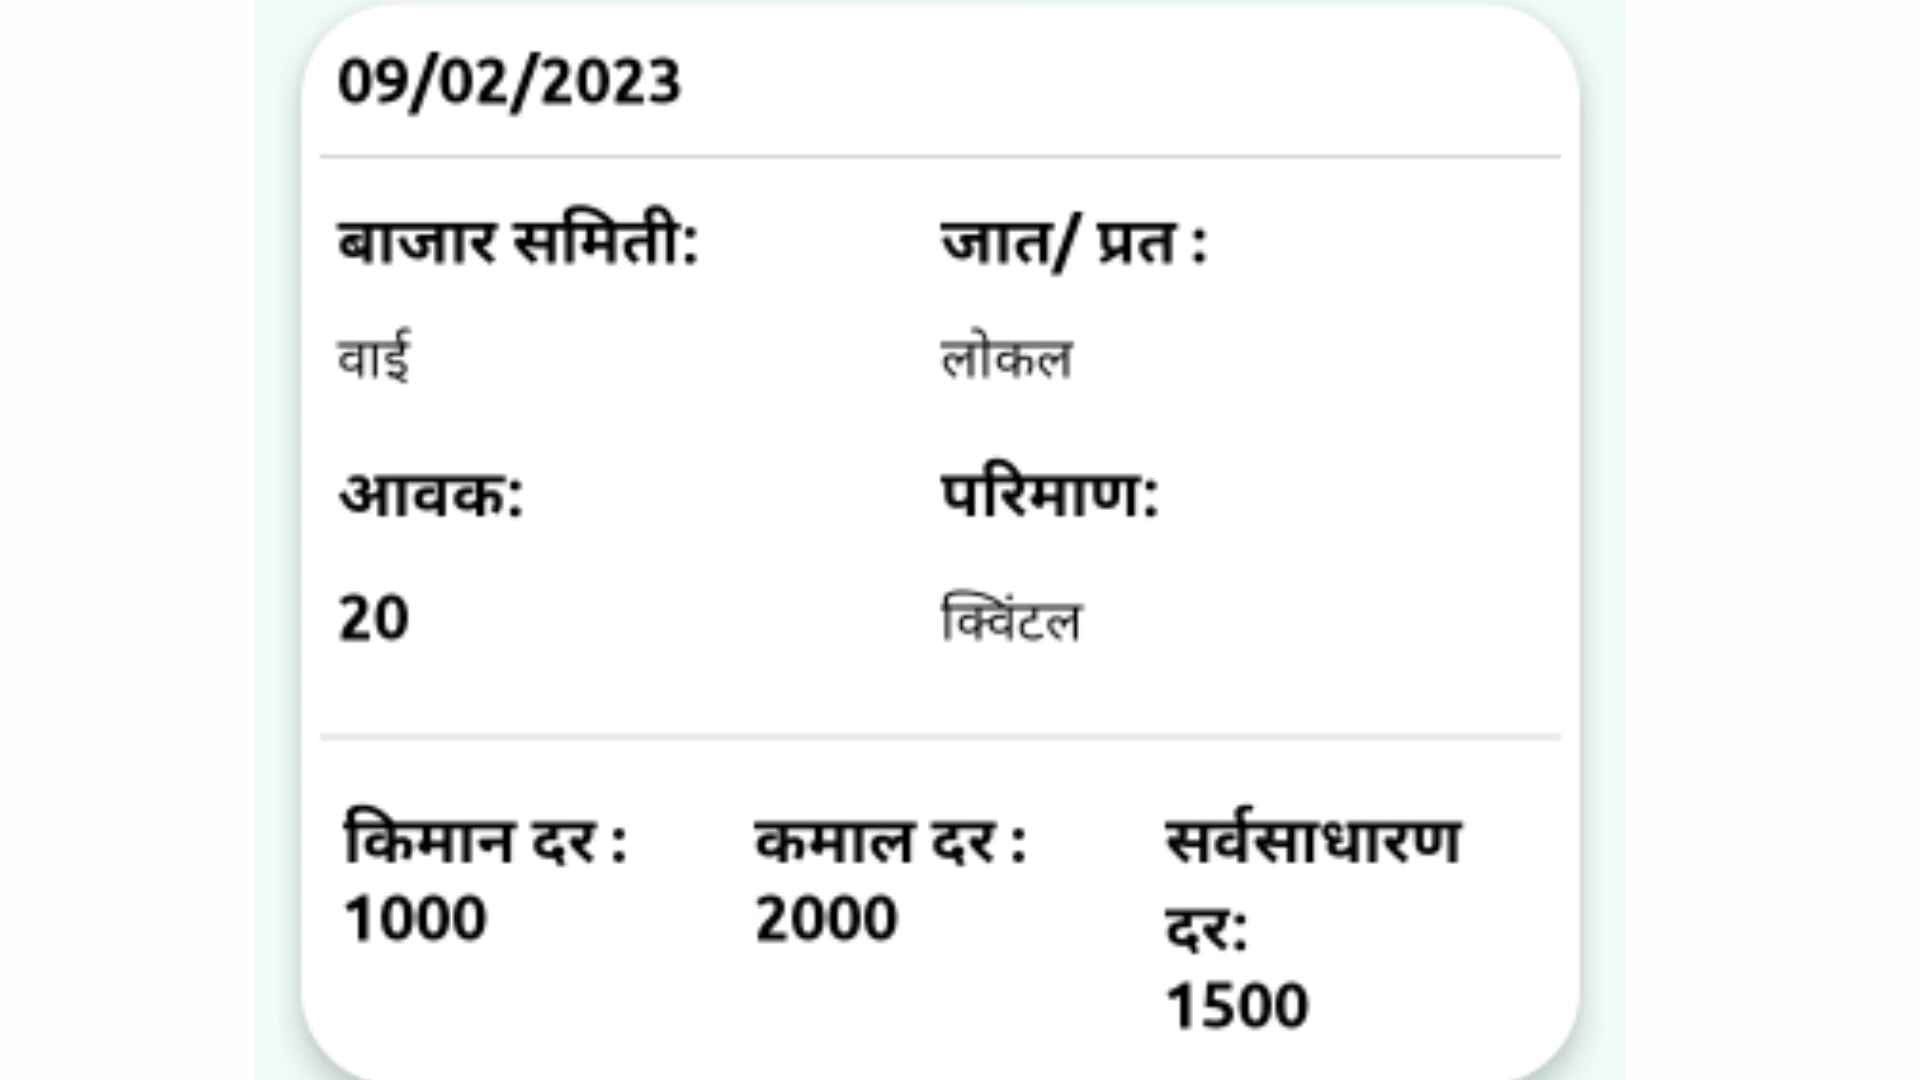 09/02/2023
बाजार समिती: जात/ प्रत :
वाई लोकल
आवक: परिमाण:
20 क्विंटल
किमान दर : कमाल दर : सर्वसाधारण
1000 2000 दर:
1500